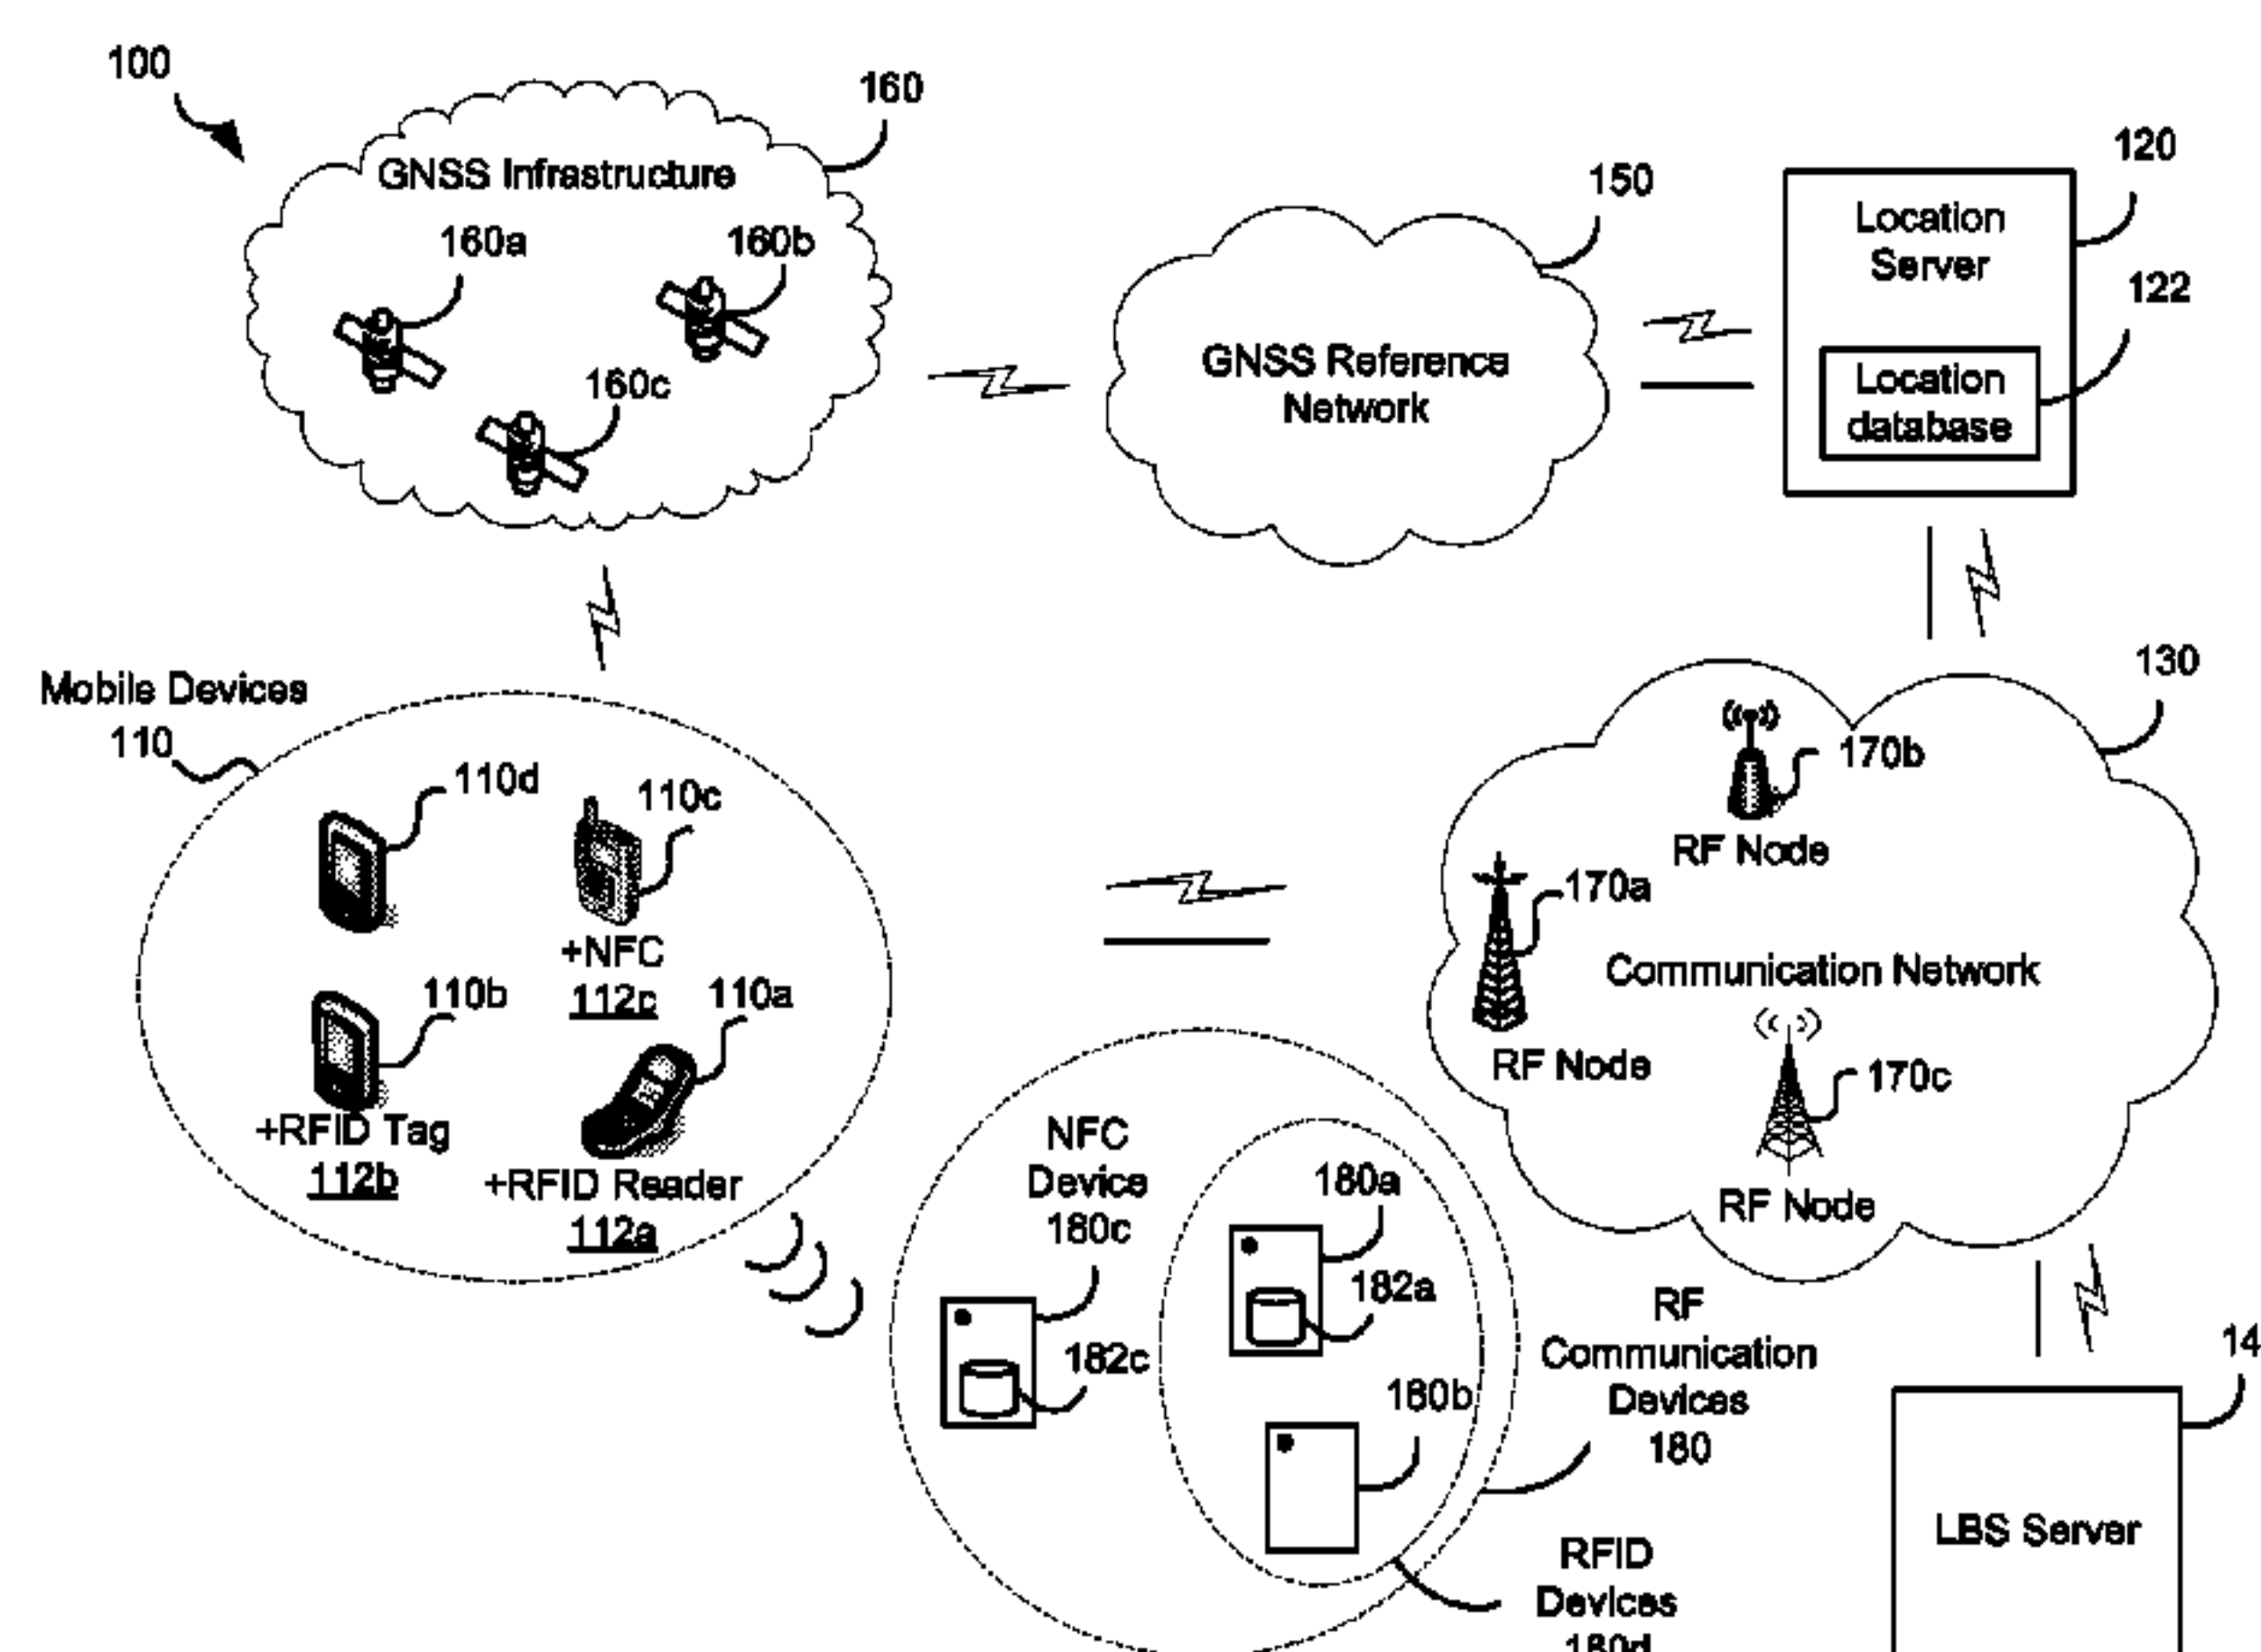 100
160
GNSS Infrastructure
160a
160b
160c
150
GNSS Reference
Network
120
Location
Server
122
Location
database
Mobile Devices
110
110d
110c
+NFC
112c
110b
110a
+RFID Tag
112b
+RFID Reader
112a
130
170b
RF Node
170a
Communication Network
RF Node
170c
RF Node
NFC
Device
180c
180a
182a
182c
180b
RF
Communication
Devices
180
RFID
Devices
180d
14
LBS Server